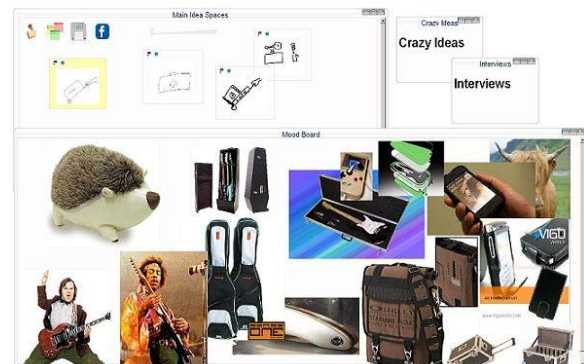 Main Idea Spaces
Crazy Ideas
Crazy Ideas
Interviews
Interviews
Mood Board
VIGO